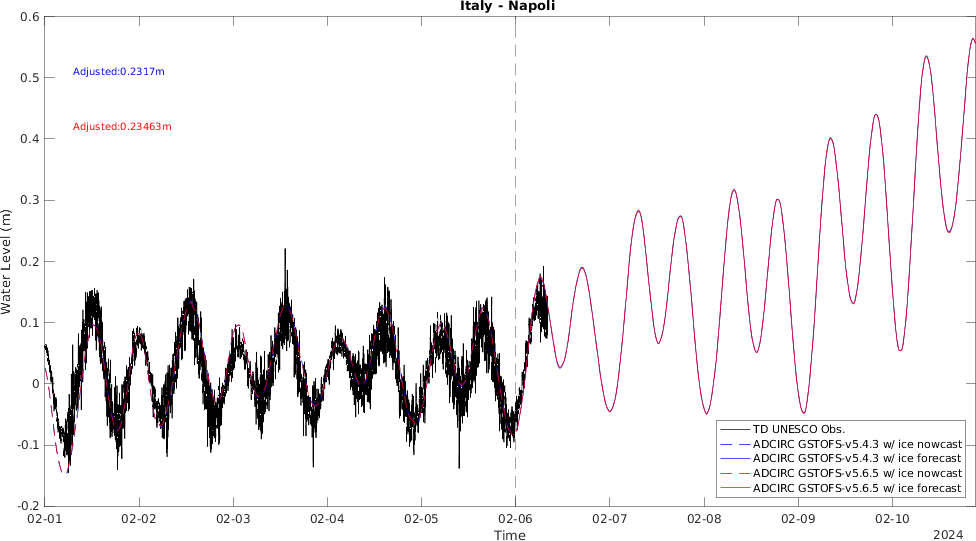 Italy - Napoli
0.6
0.5
0.4
0.3
0.2
0.1
0
-0.1
-0.2
Water Level (m)
Adjusted:0.2317m
Adjusted:0.23463m
TD UNESCO Obs.
ADCIRC GSTOFS-v5.4.3 w/ ice nowcast
ADCIRC GSTOFS-v5.4.3 w/ ice forecast
ADCIRC GSTOFS-v5.6.5 w/ ice nowcast
ADCIRC GSTOFS-v5.6.5 w/ ice forecast
02-01 02-02 02-03 02-04 02-05 02-06 02-07 02-08 02-09 02-10
Time
2024